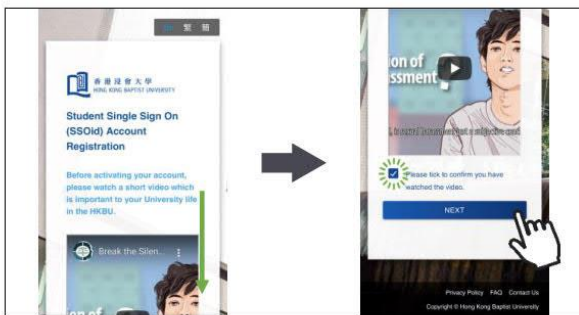 繁 簡
香港浸會大學
HONG KONG BAPTIST UNIVERSITY
Student Single Sign On
(SSOid) Account
Registration
Before activating your account,
please watch a short video which
is important to your University life
in the HKBU.
Break the Silen...
ion of
ion of
ssment
Please tick to confirm you have
watched the video.
NEXT
Privacy Policy FAQ Contact Us
Copyright © Hong Kong Baptist University